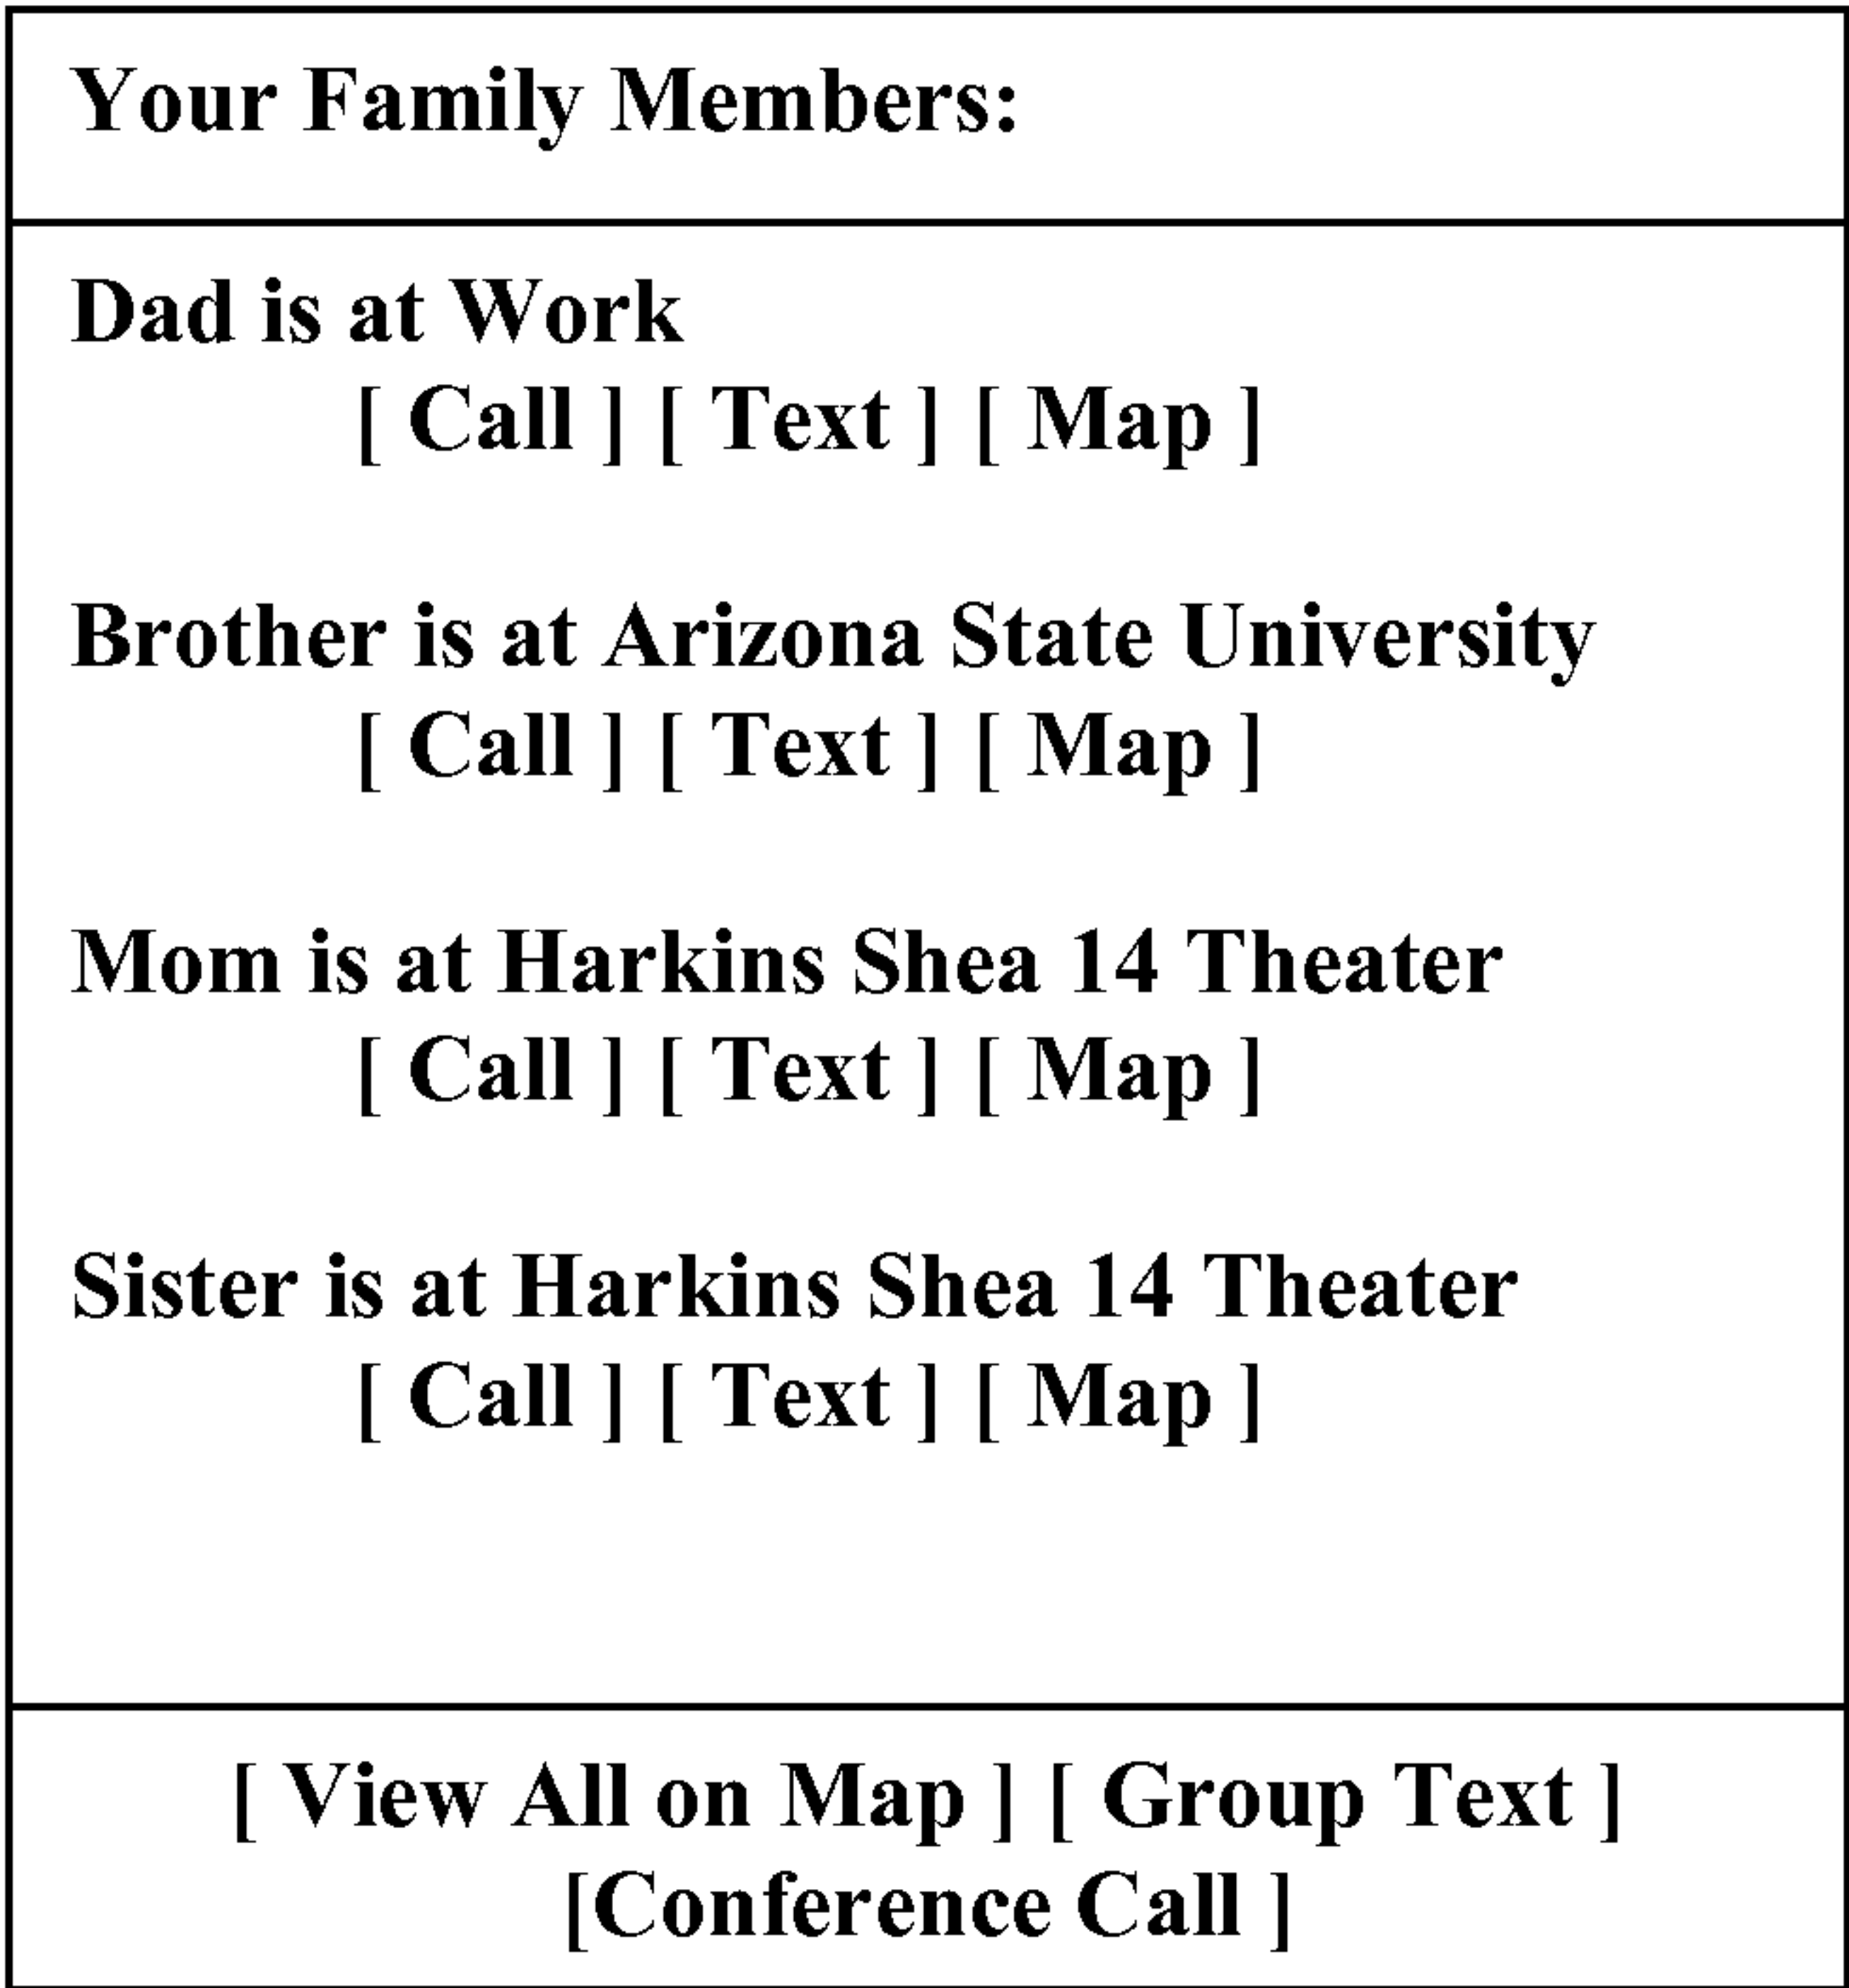 Your Family Members:
Dad is at Work
[ Call ] [ Text ] [ Map ]
Brother is at Arizona State University
[ Call ] [ Text ] [ Map ]
Mom is at Harkins Shea 14 Theater
[ Call ] [ Text ] [ Map ]
Sister is at Harkins Shea 14 Theater
[ Call ] [ Text ] [ Map ]
[ View All on Map ] [ Group Text ]
[Conference Call ]